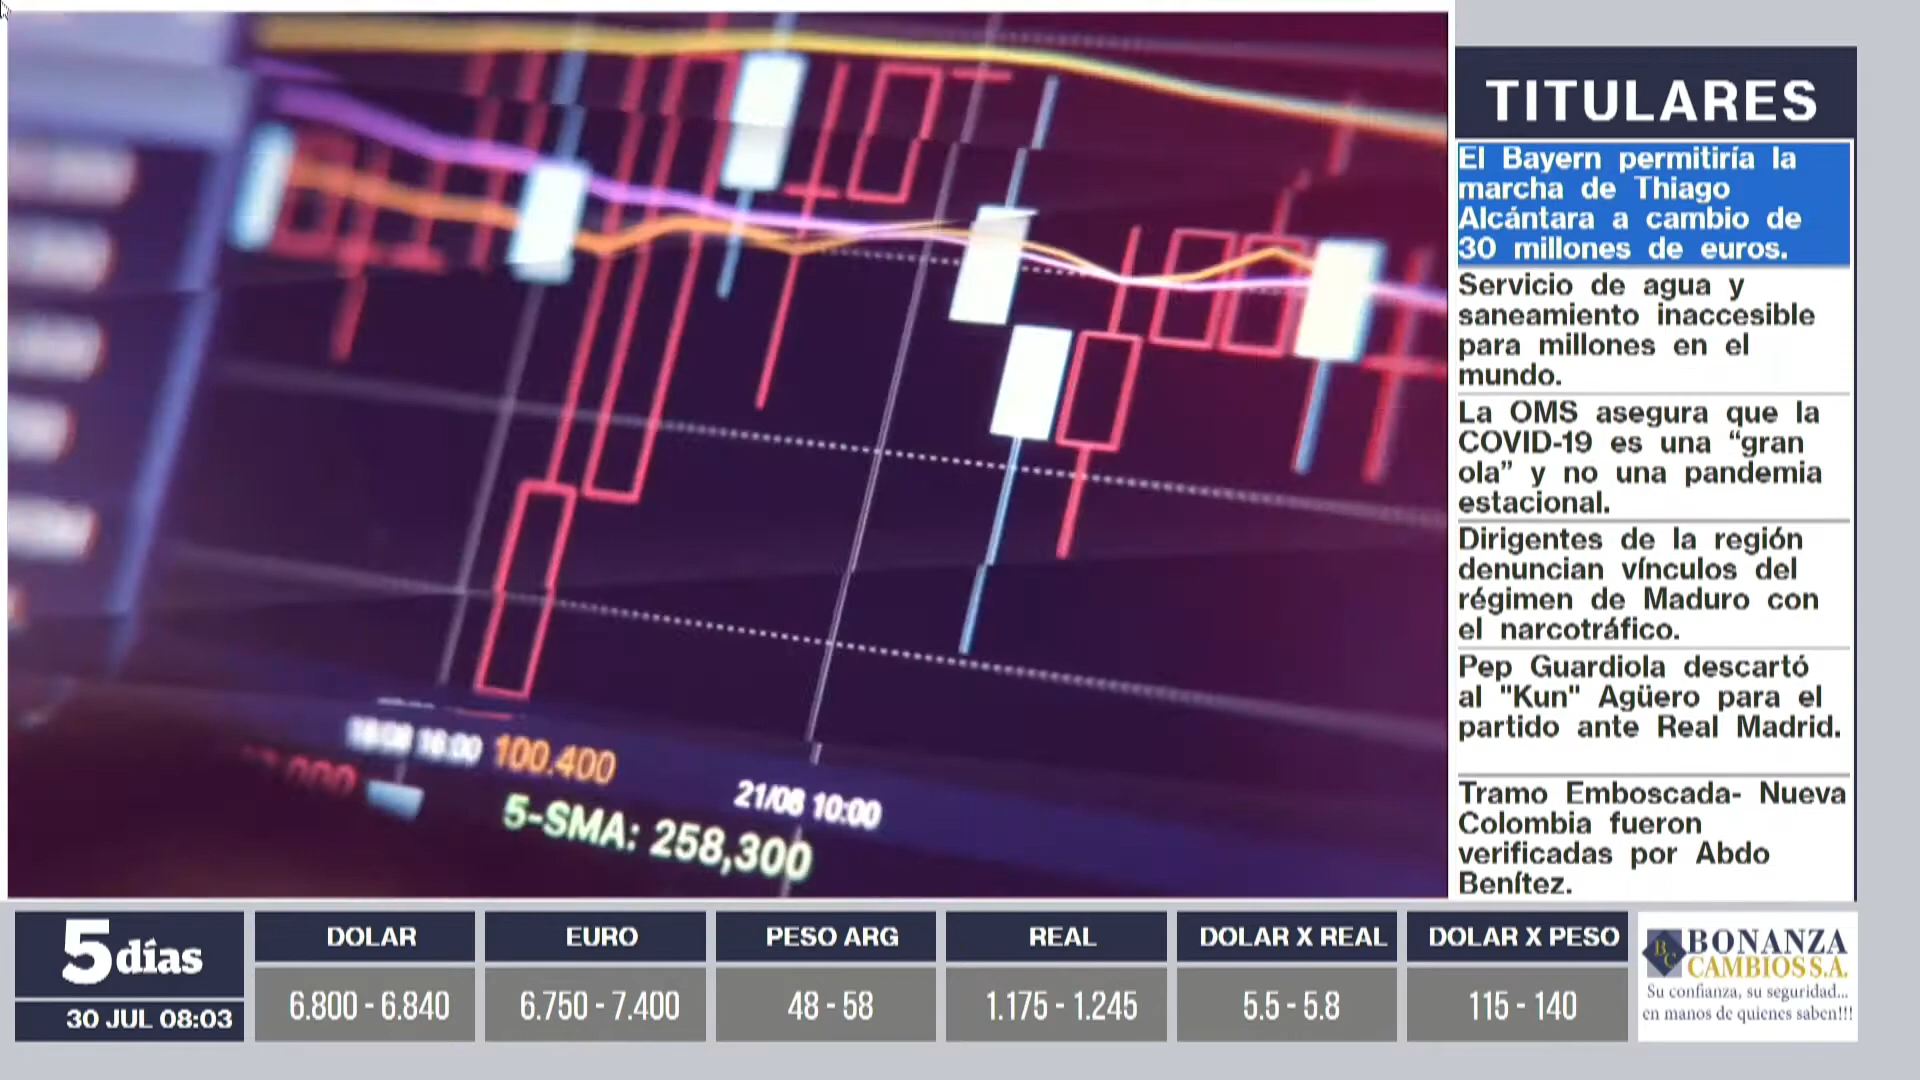 TITULARES
El Bayern permitiría la
marcha de Thiago
Alcántara a cambio de
30 millones de euros.
Servicio de agua y
saneamiento inaccesible
para millones en el
mundo.
La OMS asegura que la
COVID-19 es una “gran
ola” y no una pandemia
estacional.
Dirigentes de la región
denuncian vínculos del
régimen de Maduro con
el narcotráfico.
Pep Guardiola descartó
al "Kun" Agüero para el
partido ante Real Madrid.
Tramo Emboscada- Nueva
Colombia fueron
verificadas por Abdo
Benítez.
100.400
21/08 10:00
5-SMA: 258,300
5días
30 JUL 08:03
DOLAR
6.800 - 6.840
EURO
6.750 - 7.400
PESO ARG
48 - 58
REAL
1.175 - 1.245
DOLAR X REAL
5.5 - 5.8
DOLAR X PESO
115 - 140
BC
BONANZA
CAMBIOS S.A.
Su confianza, su seguridad...
en manos de quienes saben!!!